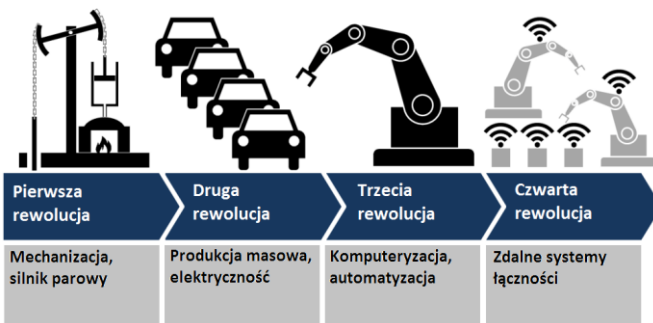 Pierwsza
rewolucja
Druga
rewolucja
Trzecia
rewolucja
Czwarta
rewolucja
Mechanizacja,
silnik parowy
Produkcja masowa,
elektryczność
Komputeryzacja,
automatyzacja
Zdalne systemy
łączności